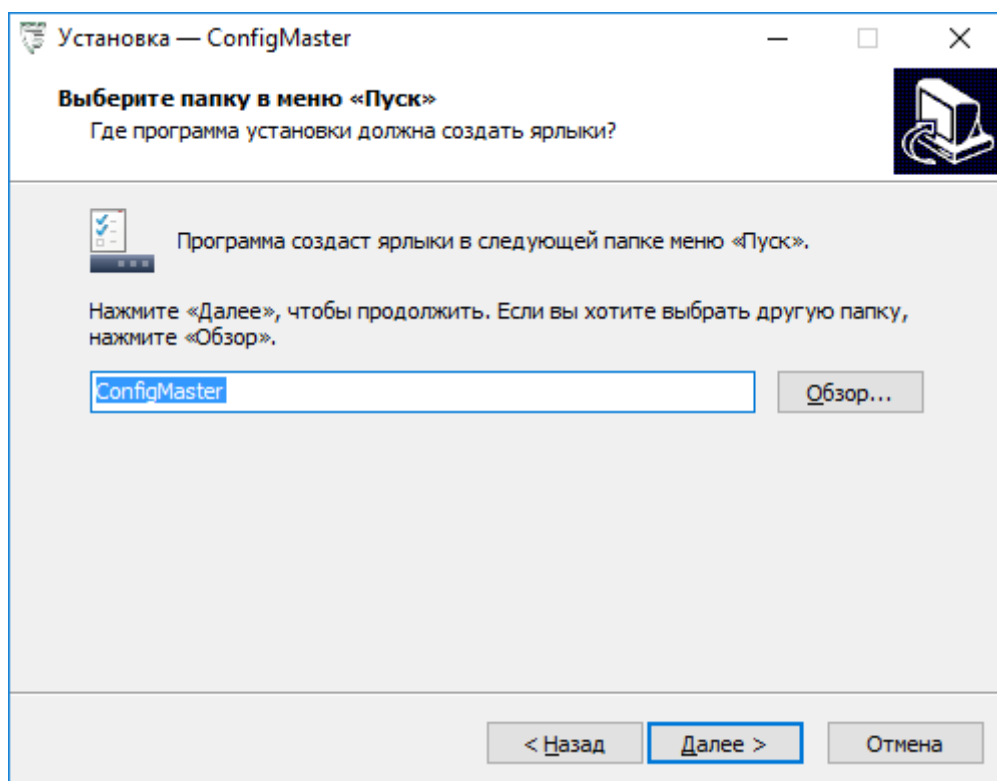 Установка — ConfigMaster
Выберите папку в меню «Пуск»
Где программа установки должна создать ярлыки?
Программа создаст ярлыки в следующей папке меню «Пуск».
Нажмите «Далее», чтобы продолжить. Если вы хотите выбрать другую папку,
нажмите «Обзор».
ConfigMaster
Обзор...
< Назад
Далее >
Отмена